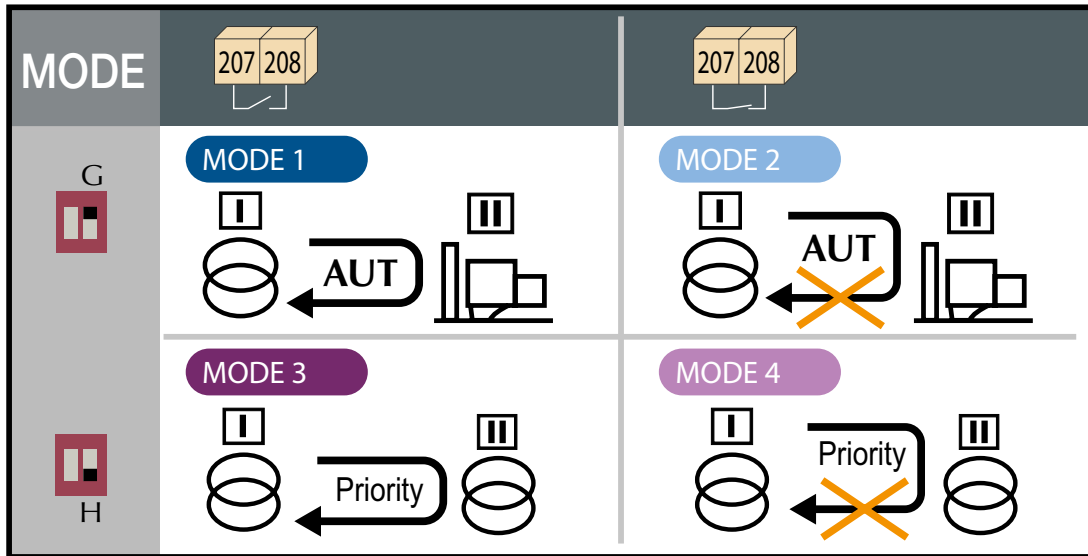 MODE
207 208
207 208
G
MODE 1
I
II
AUT
MODE 2
I
II
AUT
H
MODE 3
I
II
Priority
MODE 4
I
II
Priority